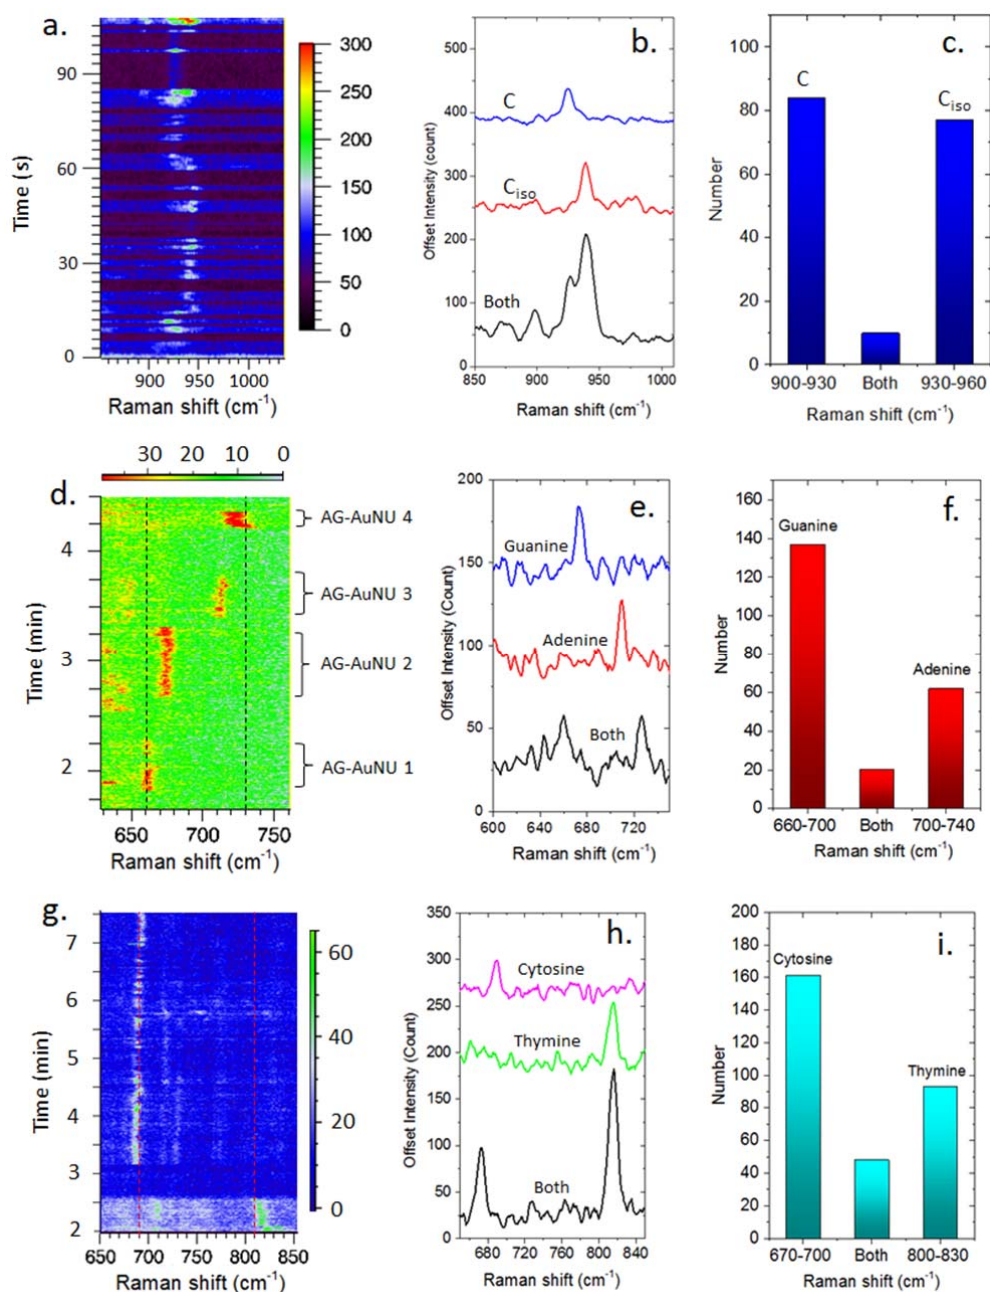 a.
300
250
200
150
100
50
0
90
60
30
0
Time (s)
900 950 1000
Raman shift (cm⁻¹)
b.
500
400
300
200
100
0
Offset Intensity (count)
C
C_iso
Both
850 900 950 1000
Raman shift (cm⁻¹)
c.
100
80
60
40
20
0
Number
C
C_iso
900-930 Both 930-960
Raman shift (cm⁻¹)
d.
30 20 10 0
4
3
2
Time (min)
AG-AuNU 4
AG-AuNU 3
AG-AuNU 2
AG-AuNU 1
650 700 750
Raman shift (cm⁻¹)
e.
200
150
100
50
0
Offset Intensity (Count)
Guanine
Adenine
Both
600 640 680 720
Raman shift (cm⁻¹)
f.
160
140
120
100
80
60
40
20
0
Number
Guanine
Adenine
660-700 Both 700-740
Raman shift (cm⁻¹)
g.
60
40
20
0
7
6
5
4
3
2
Time (min)
650 700 750 800 850
Raman shift (cm⁻¹)
h.
350
300
250
200
150
100
50
0
Offset Intensity (Count)
Cytosine
Thymine
Both
680 720 760 800 840
Raman shift (cm⁻¹)
i.
200
180
160
140
120
100
80
60
40
20
0
Number
Cytosine
Thymine
670-700 Both 800-830
Raman shift (cm⁻¹)